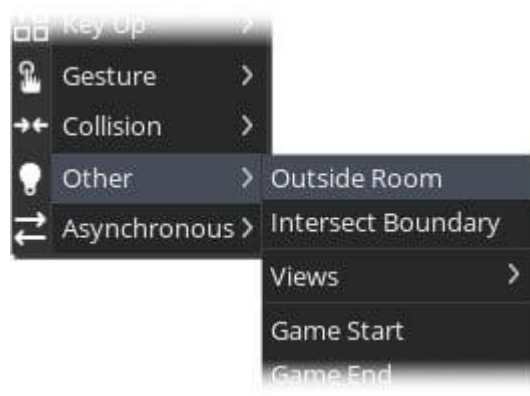 Key Up
Gesture
Collision
Other
Asynchronous
Outside Room
Intersect Boundary
Views
Game Start
Game End